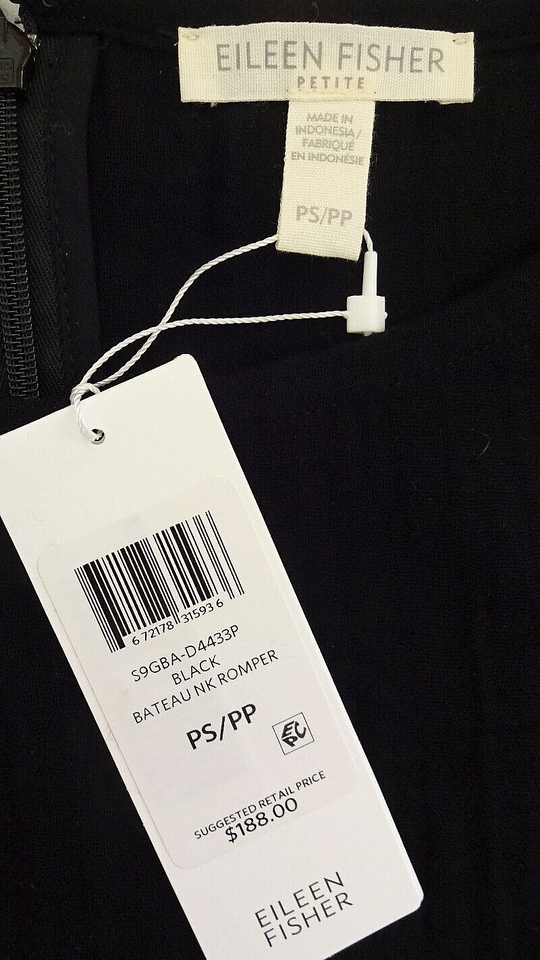 EILEEN FISHER
PETITE
MADE IN
INDONESIA/
FABRIQUÉ
EN INDONÉSIE
PS/PP
6 72178 31593 6
S9GBA-D4433P
BLACK
BATEAU NK ROMPER
PS/PP
EPC
SUGGESTED RETAIL PRICE
$188.00
EILEEN
FISHER